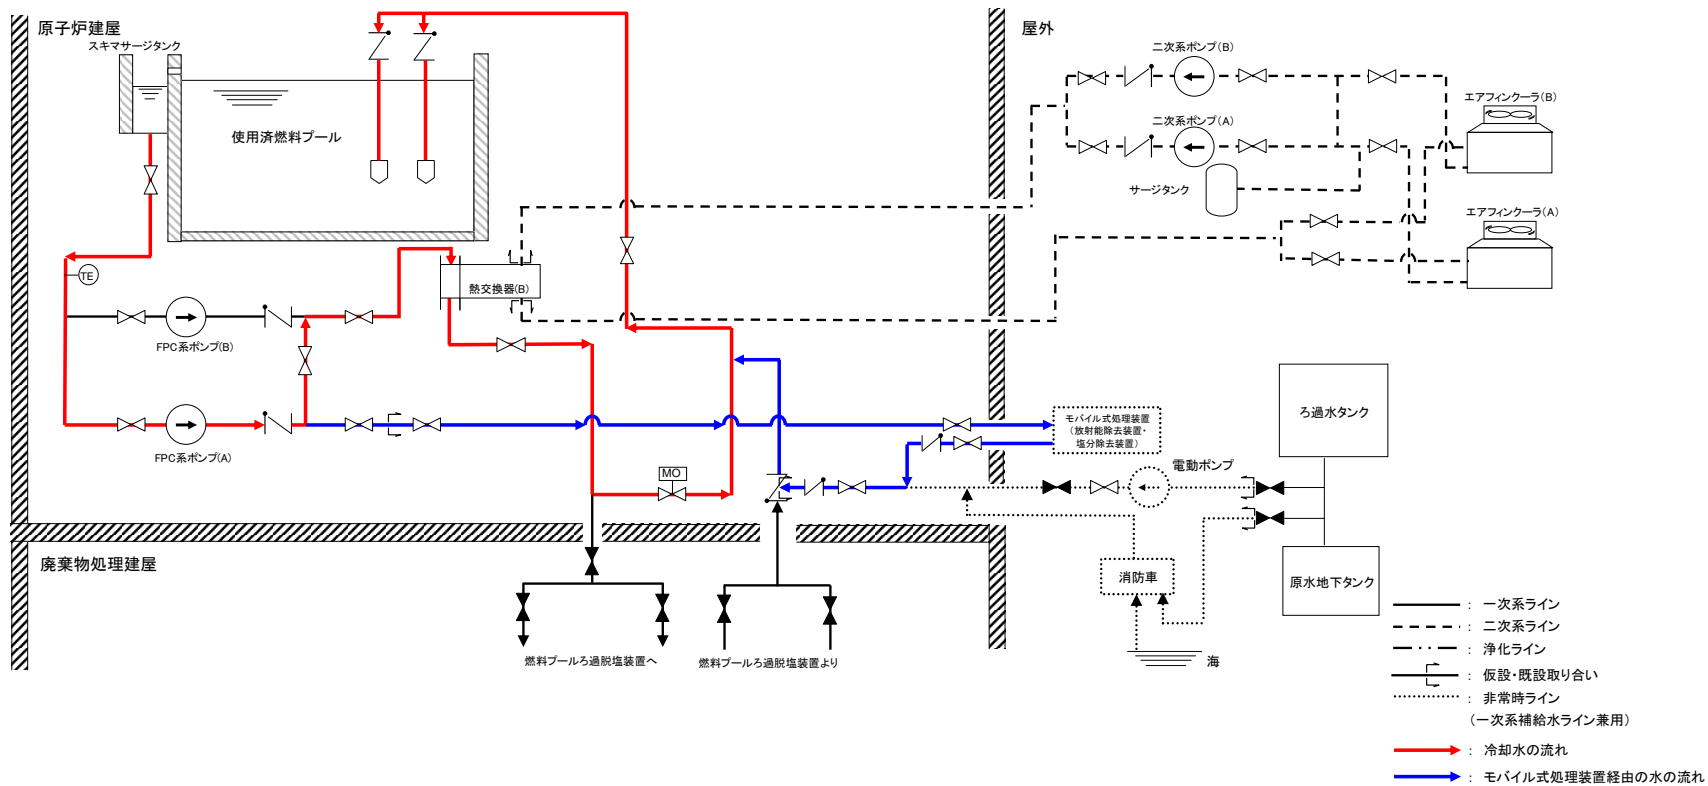 原子炉建屋
スキマサージタンク
使用済燃料プール
TE
FPC系ポンプ(B)
FPC系ポンプ(A)
熱交換器(B)
MO
屋外
二次系ポンプ(B)
二次系ポンプ(A)
サージタンク
エアフィンクーラ(B)
エアフィンクーラ(A)
モバイル式処理装置
（放射能除去装置・
塩分除去装置）
電動ポンプ
ろ過水タンク
原水地下タンク
消防車
海
廃棄物処理建屋
燃料プールろ過脱塩装置へ
燃料プールろ過脱塩装置より
： 一次系ライン
： 二次系ライン
： 浄化ライン
： 仮設・既設取り合い
： 非常時ライン
（一次系補給水ライン兼用）
： 冷却水の流れ
： モバイル式処理装置経由の水の流れ